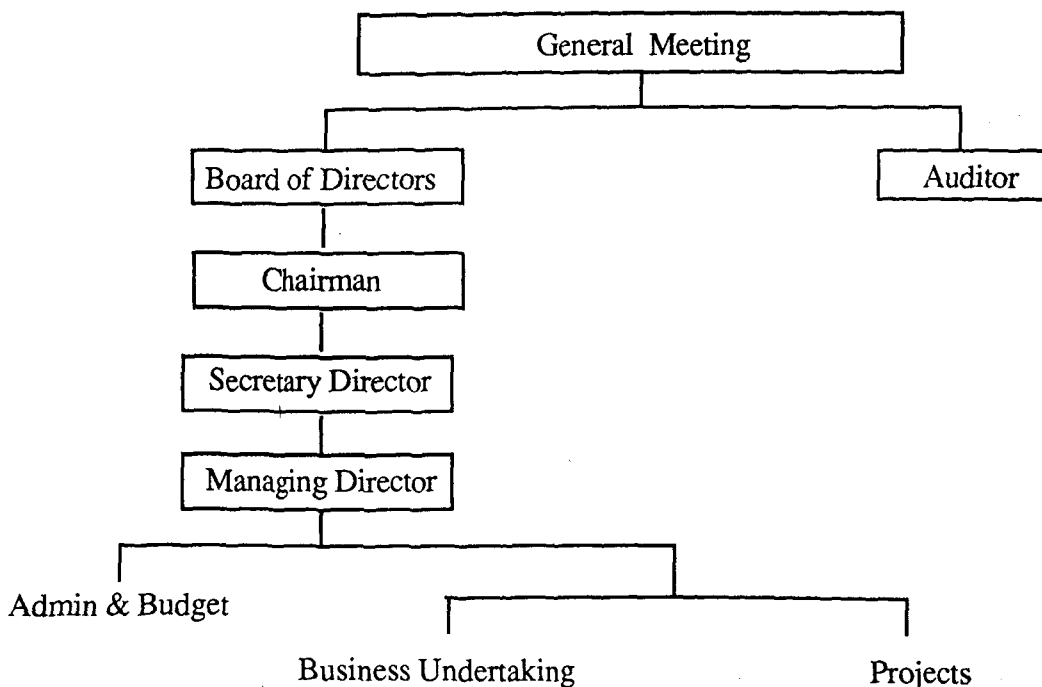 General Meeting
Board of Directors
Auditor
Chairman
Secretary Director
Managing Director
Admin & Budget
Business Undertaking
Projects